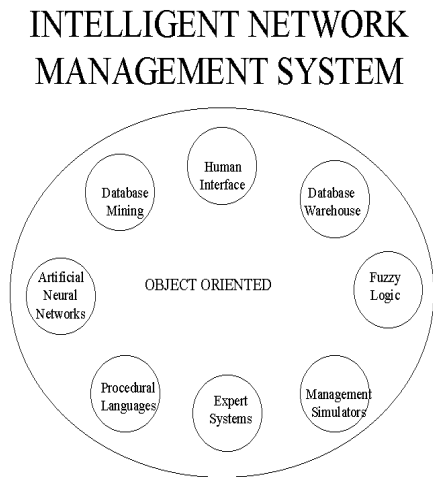 INTELLIGENT NETWORK
MANAGEMENT SYSTEM
Human
Interface
Database
Mining
Database
Warehouse
Artificial
Neural
Networks
OBJECT ORIENTED
Fuzzy
Logic
Procedural
Languages
Expert
Systems
Management
Simulators